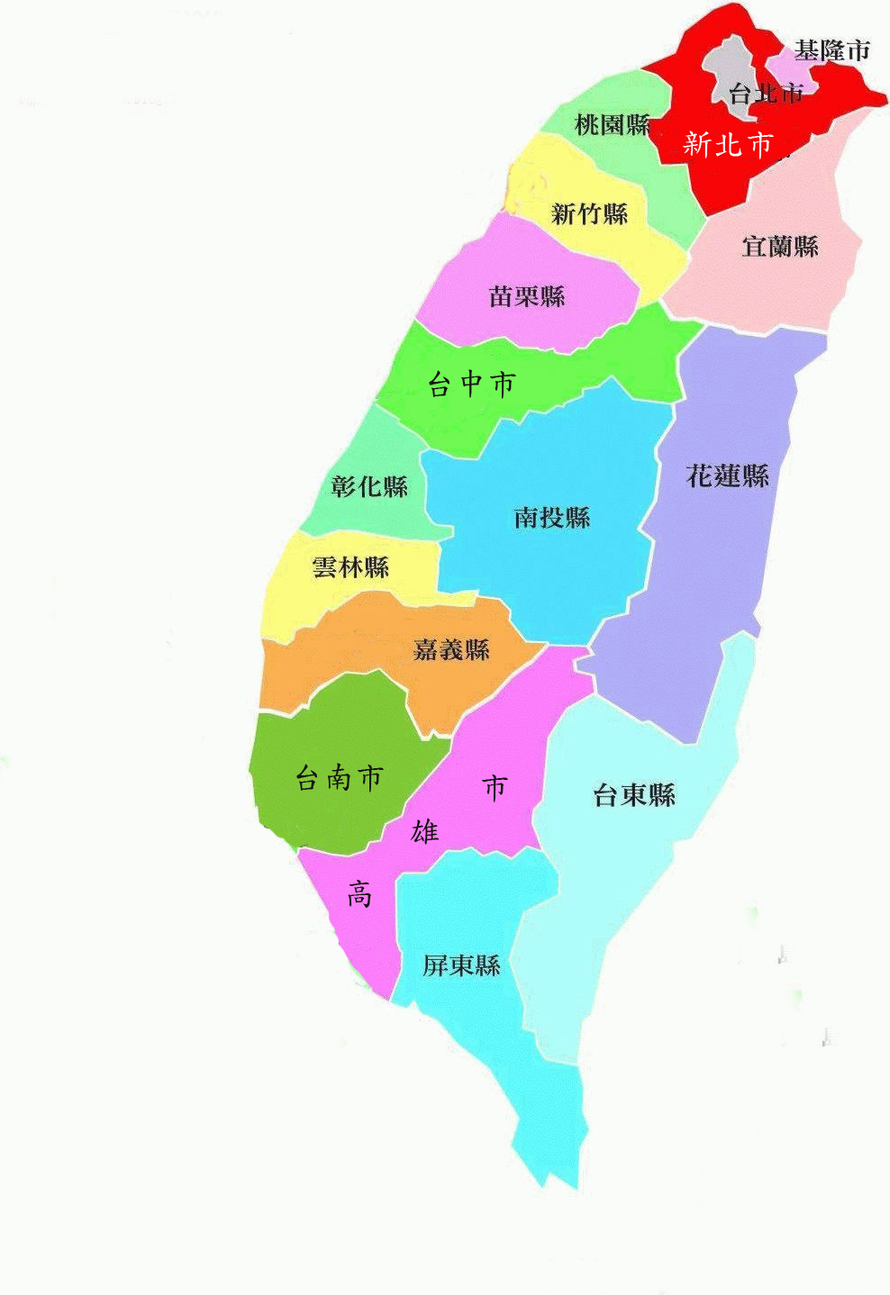 基隆市
台北市
桃園縣
新北市
新竹縣
宜蘭縣
苗栗縣
台中市
花蓮縣
彰化縣
南投縣
雲林縣
嘉義縣
台南市
高雄市
台東縣
屏東縣